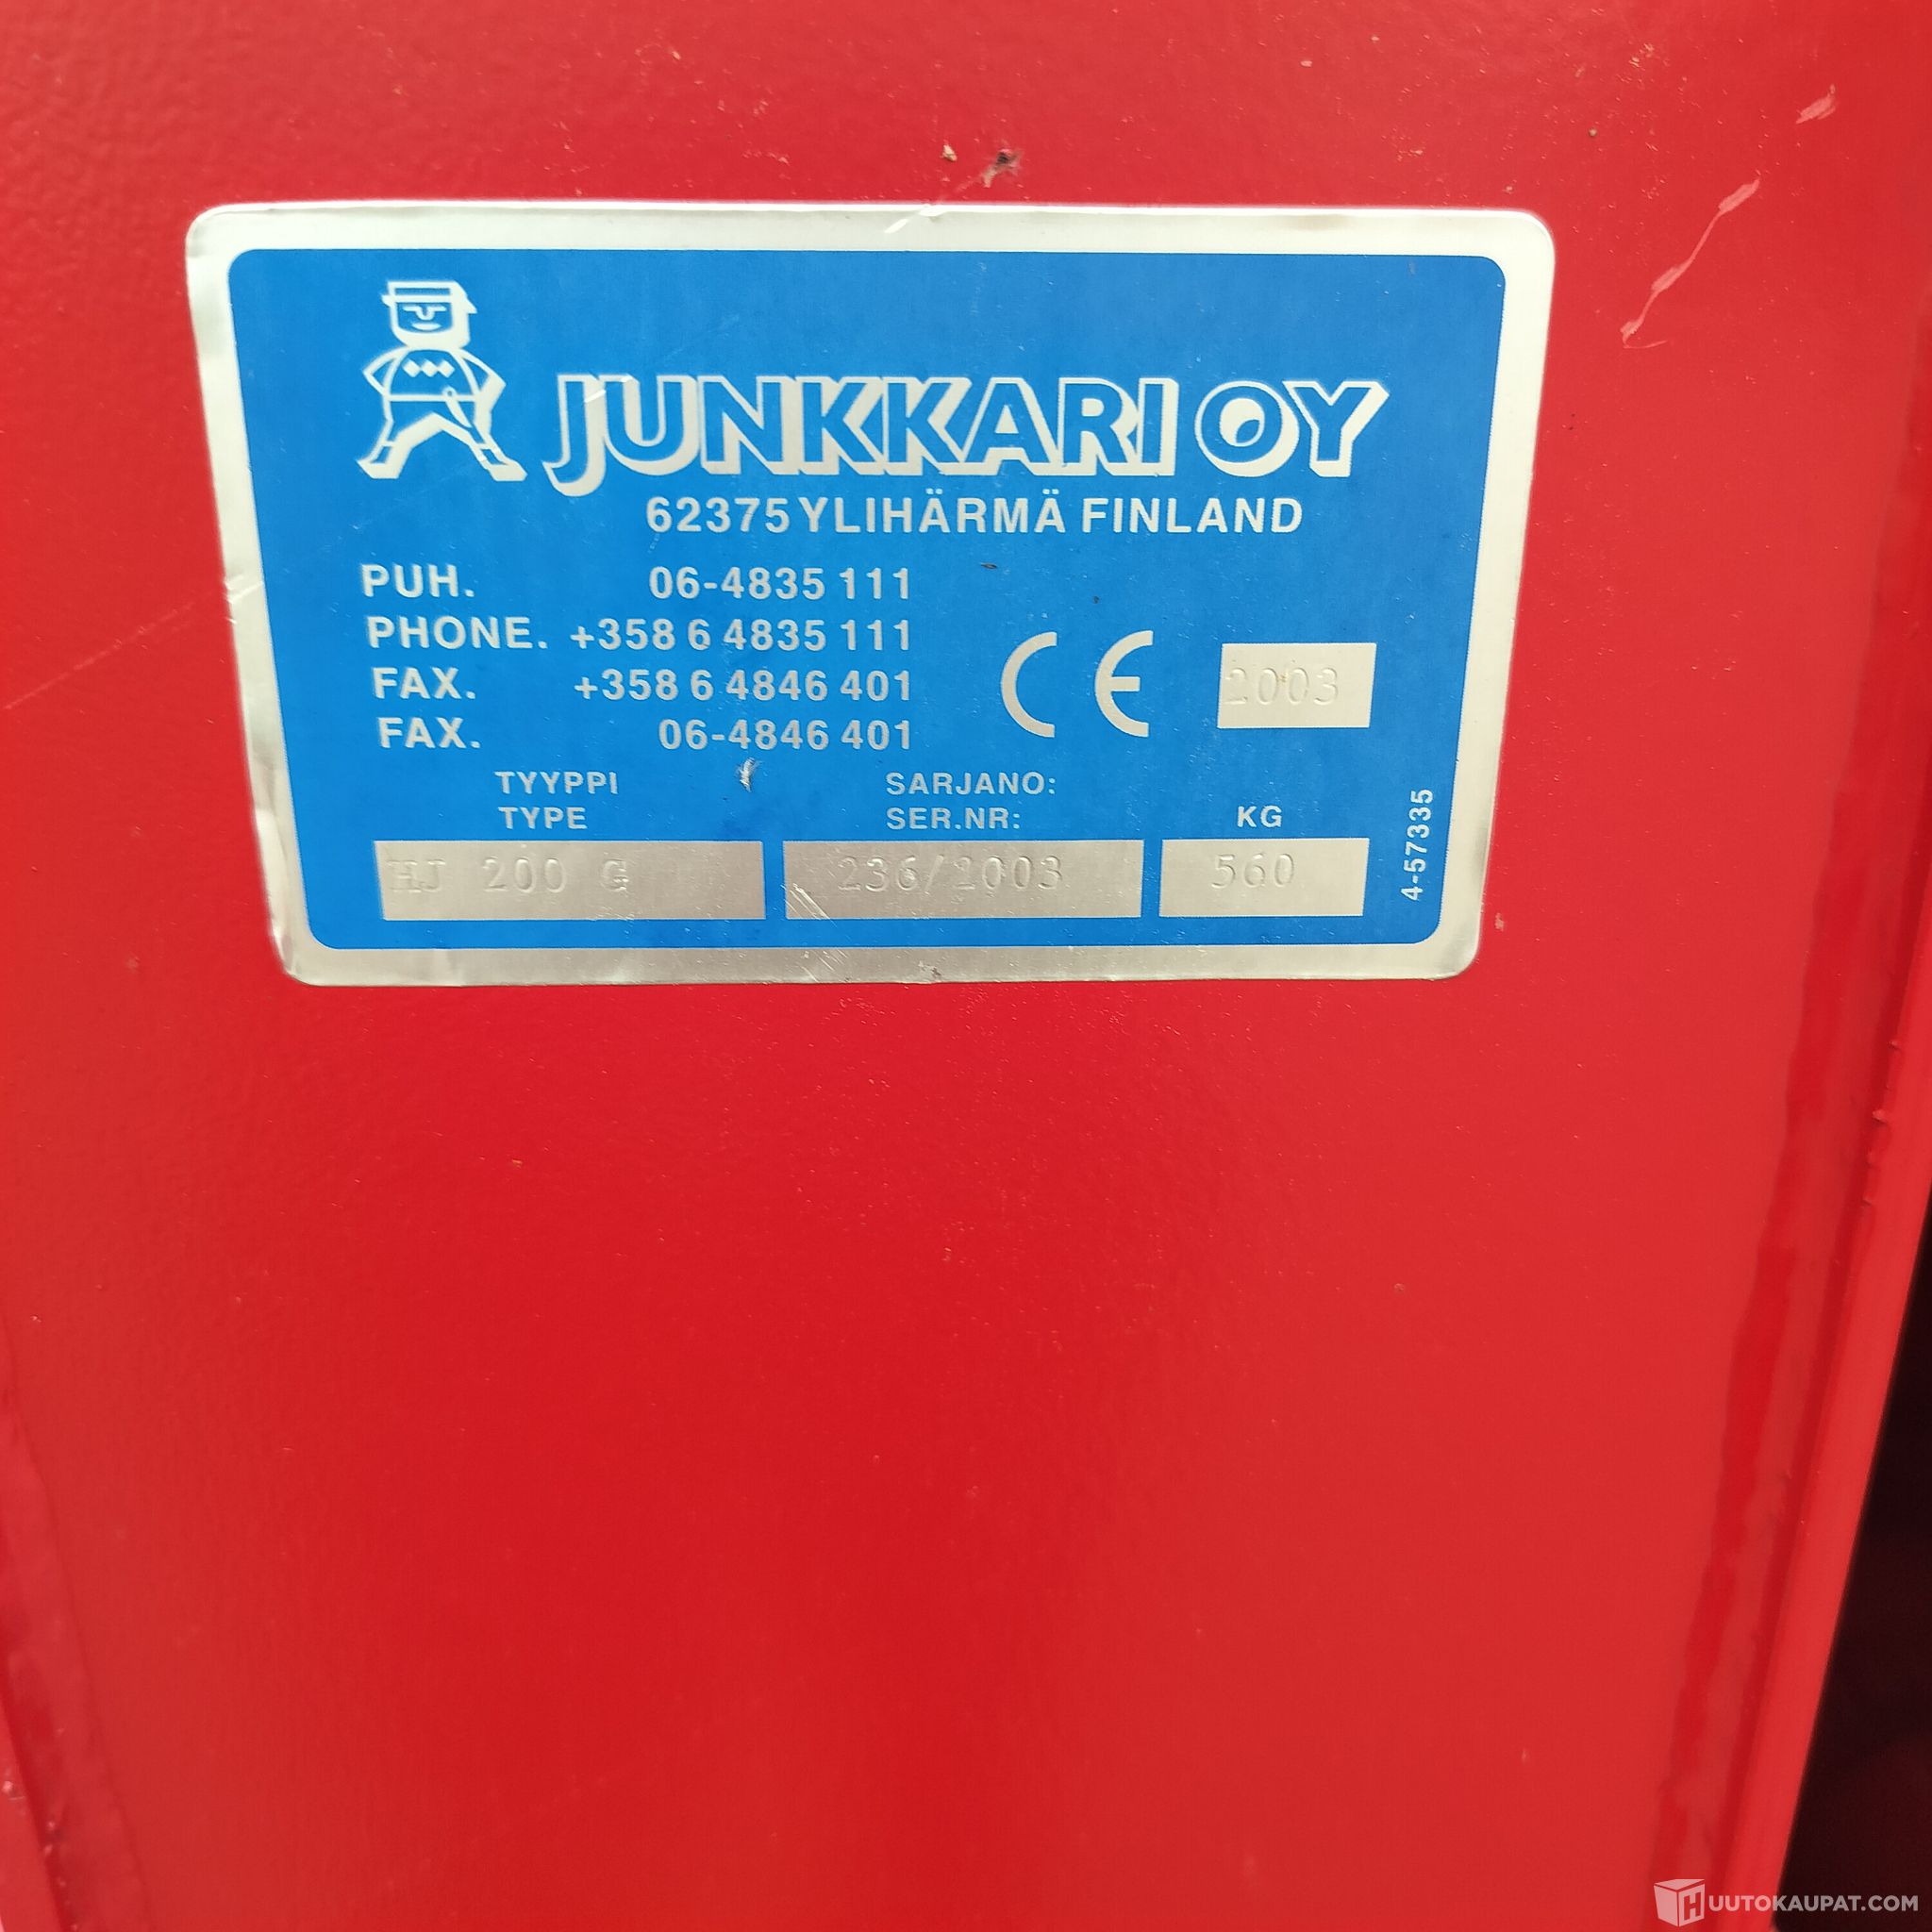 JUNKKARI OY
62375 YLIHÄRMÄ FINLAND
PUH. 06-4835 111
PHONE. +358 6 4835 111
FAX. +358 6 4846 401
FAX. 06-4846 401
CE 2003
TYYPPI SARJANO:
TYPE SER.NR: KG
HJ 200 G 236/2003 560
4-57335
HUUTOKAUPAT.COM